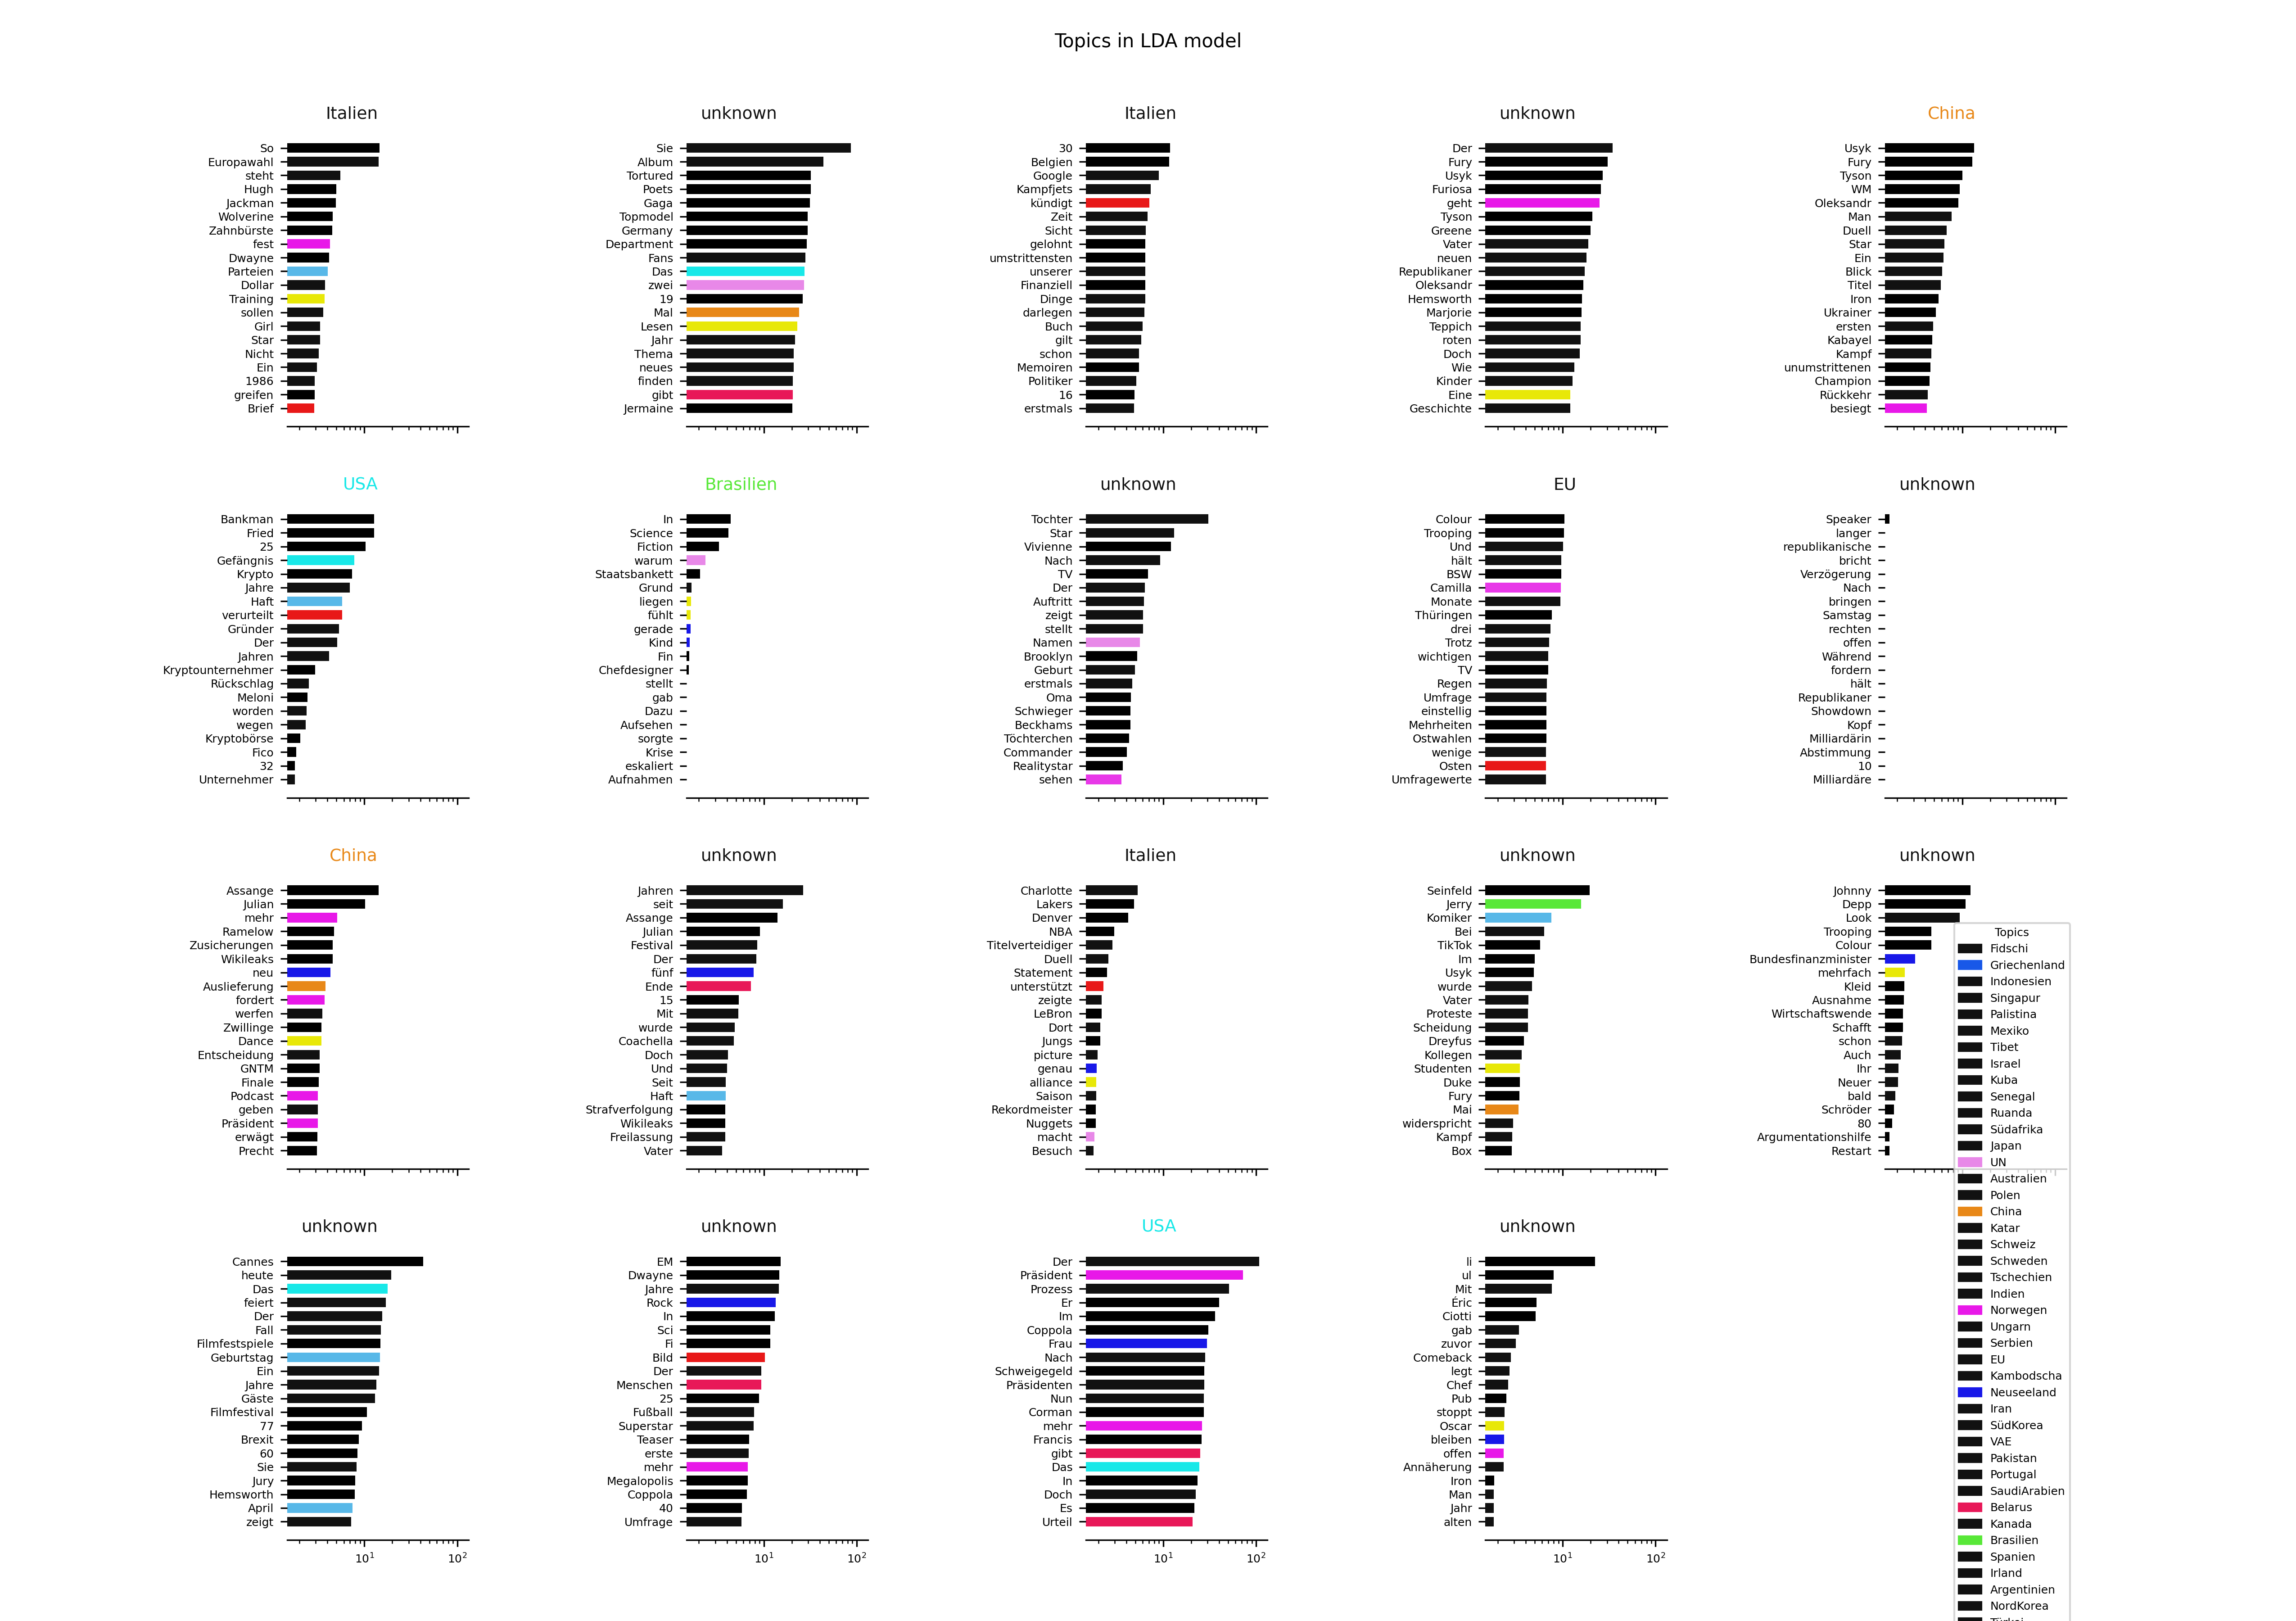 Topics in LDA model
Italien
So
Europawahl
steht
Hugh
Jackman
Wolverine
Zahnbürste
fest
Dwayne
Parteien
Dollar
Training
sollen
Girl
Star
Nicht
Ein
1986
greifen
Brief
unknown
Sie
Album
Tortured
Poets
Gaga
Topmodel
Germany
Department
Fans
Das
zwei
19
Mal
Lesen
Jahr
Thema
neues
finden
gibt
Jermaine
Italien
30
Belgien
Google
Kampfjets
kündigt
Zeit
Sicht
gelohnt
umstrittensten
unserer
Finanziell
Dinge
darlegen
Buch
gilt
schon
Memoiren
Politiker
16
erstmals
unknown
Der
Fury
Usyk
Furiosa
geht
Tyson
Greene
Vater
neuen
Republikaner
Oleksandr
Hemsworth
Marjorie
Teppich
roten
Doch
Wie
Kinder
Eine
Geschichte
China
Usyk
Fury
Tyson
WM
Oleksandr
Man
Duell
Star
Ein
Blick
Titel
Iron
Ukrainer
ersten
Kabayel
Kampf
unumstrittenen
Champion
Rückkehr
besiegt
USA
Bankman
Fried
25
Gefängnis
Krypto
Jahre
Haft
verurteilt
Gründer
Der
Jahren
Kryptounternehmer
Rückschlag
Meloni
worden
wegen
Kryptobörse
Fico
32
Unternehmer
Brasilien
In
Science
Fiction
warum
Staatsbankett
Grund
liegen
fühlt
gerade
Kind
Fin
Chefdesigner
stellt
gab
Dazu
Aufsehen
sorgte
Krise
eskaliert
Aufnahmen
unknown
Tochter
Star
Vivienne
Nach
TV
Der
Auftritt
zeigt
stellt
Namen
Brooklyn
Geburt
erstmals
Oma
Schwieger
Beckhams
Töchterchen
Commander
Realitystar
sehen
EU
Colour
Trooping
Und
hält
BSW
Camilla
Monate
Thüringen
drei
Trotz
wichtigen
TV
Regen
Umfrage
einstellig
Mehrheiten
Ostwahlen
wenige
Osten
Umfragewerte
unknown
Speaker
langer
republikanische
bricht
Verzögerung
Nach
bringen
Samstag
rechten
offen
Während
fordern
hält
Republikaner
Showdown
Kopf
Milliardärin
Abstimmung
10
Milliardäre
China
Assange
Julian
mehr
Ramelow
Zusicherungen
Wikileaks
neu
Auslieferung
fordert
werfen
Zwillinge
Dance
Entscheidung
GNTM
Finale
Podcast
geben
Präsident
erwägt
Precht
unknown
Jahren
seit
Assange
Julian
Festival
Der
fünf
Ende
15
Mit
wurde
Coachella
Doch
Und
Seit
Haft
Strafverfolgung
Wikileaks
Freilassung
Vater
Italien
Charlotte
Lakers
Denver
NBA
Titelverteidiger
Duell
Statement
unterstützt
zeigte
LeBron
Dort
Jungs
picture
genau
alliance
Saison
Rekordmeister
Nuggets
macht
Besuch
unknown
Seinfeld
Jerry
Komiker
Bei
TikTok
Im
Usyk
wurde
Vater
Proteste
Scheidung
Dreyfus
Kollegen
Studenten
Duke
Fury
Mai
widerspricht
Kampf
Box
unknown
Johnny
Depp
Look
Trooping
Colour
Bundesfinanzminister
mehrfach
Kleid
Ausnahme
Wirtschaftswende
Schafft
schon
Auch
Ihr
Neuer
bald
Schröder
80
Argumentationshilfe
Restart
unknown
Cannes
heute
Das
feiert
Der
Fall
Filmfestspiele
Geburtstag
Ein
Jahre
Gäste
Filmfestival
77
Brexit
60
Sie
Jury
Hemsworth
April
zeigt
10¹ 10²
unknown
EM
Dwayne
Jahre
Rock
In
Sci
Fi
Bild
Der
Menschen
25
Fußball
Superstar
Teaser
erste
mehr
Megalopolis
Coppola
40
Umfrage
10¹ 10²
USA
Der
Präsident
Prozess
Er
Im
Coppola
Frau
Nach
Schweigegeld
Präsidenten
Nun
Corman
mehr
Francis
gibt
Das
In
Doch
Es
Urteil
10¹ 10²
unknown
li
ul
Mit
Éric
Ciotti
gab
zuvor
Comeback
legt
Chef
Pub
stoppt
Oscar
bleiben
offen
Annäherung
Iron
Man
Jahr
alten
10¹ 10²
Topics
Fidschi
Griechenland
Indonesien
Singapur
Palistina
Mexiko
Tibet
Israel
Kuba
Senegal
Ruanda
Südafrika
Japan
UN
Australien
Polen
China
Katar
Schweiz
Schweden
Tschechien
Indien
Norwegen
Ungarn
Serbien
EU
Kambodscha
Neuseeland
Iran
SüdKorea
VAE
Pakistan
Portugal
SaudiArabien
Belarus
Kanada
Brasilien
Spanien
Irland
Argentinien
NordKorea